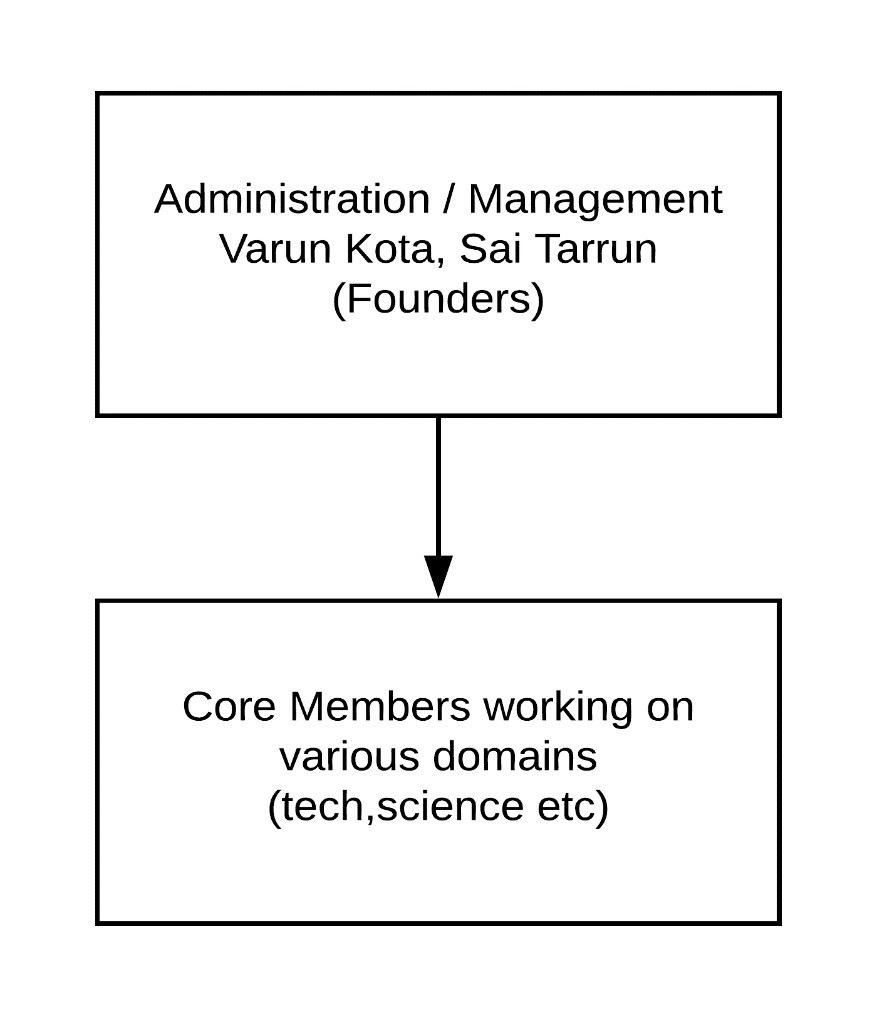 Administration / Management
Varun Kota, Sai Tarrun
(Founders)
Core Members working on
various domains
(tech,science etc)